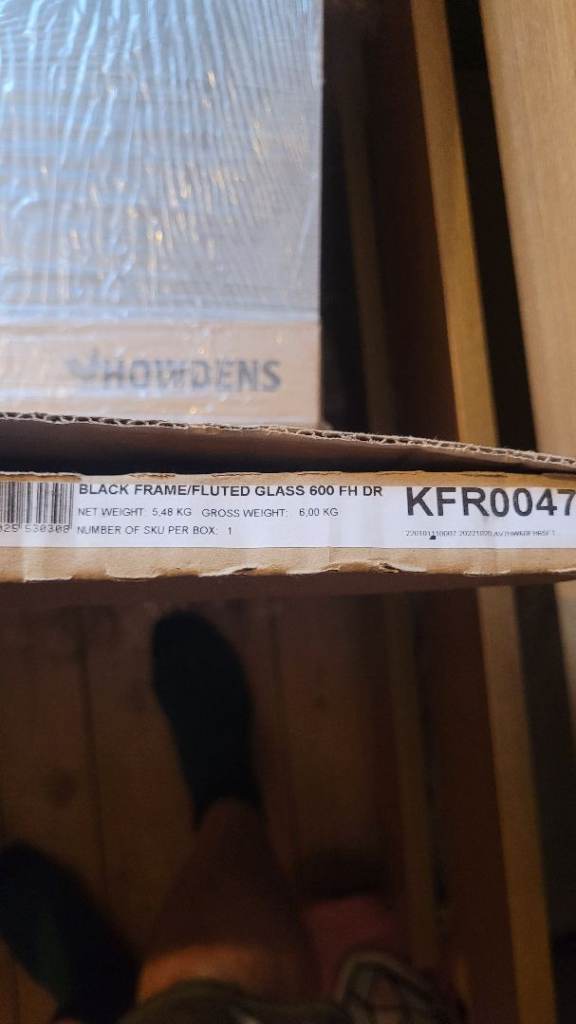 HOWDENS
BLACK FRAME/FLUTED GLASS 600 FH DR
KFR0047
NET WEIGHT: 5,48 KG GROSS WEIGHT: 6,00 KG
NUMBER OF SKU PER BOX: 1